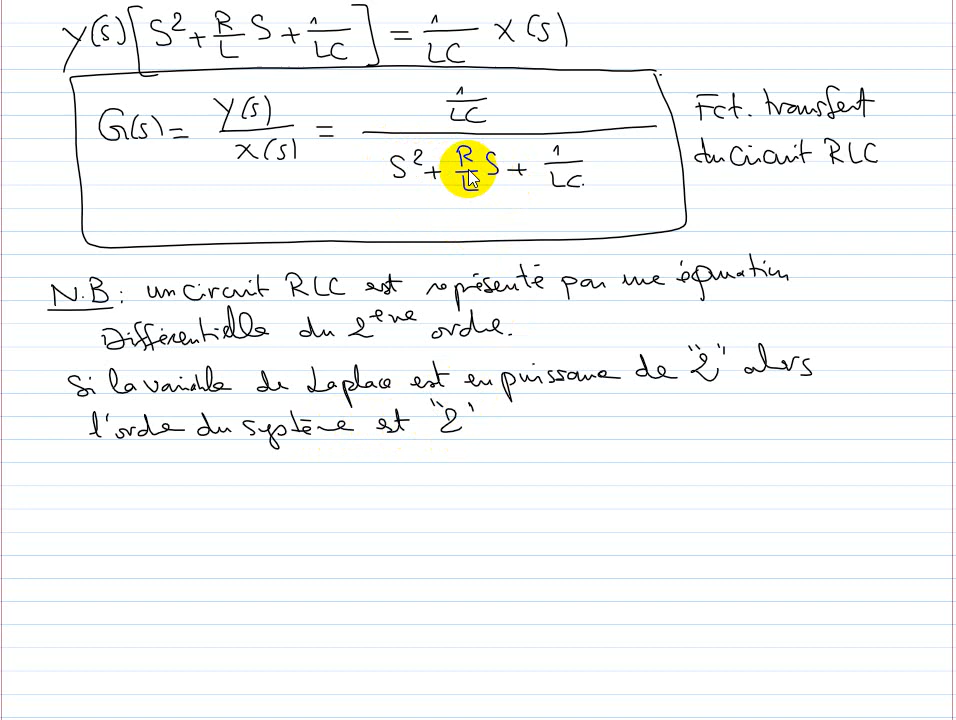 Y(s)[S²+R/L S+1/LC] = 1/LC X(s)
G(s) = Y(s)/X(s) = (1/LC)/(S²+R/L S+1/LC)
Fct. transfert
du circuit RLC
N.B: un circuit RLC est représenté par une équation
Différentielle du 2ème ordre.
Si la variable de Laplace est en puissance de "2" alors
l'ordre du système est "2"